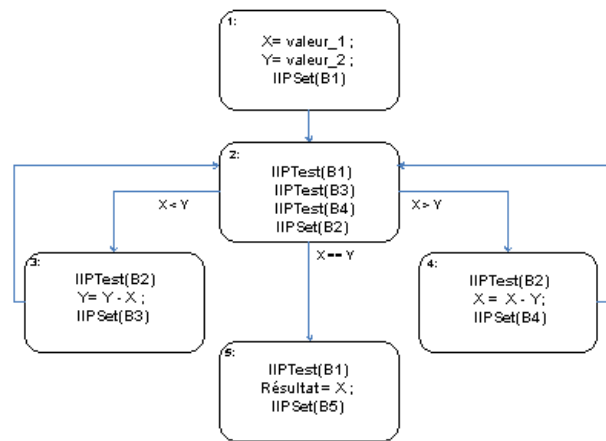 1:
X= valeur_1 ;
Y= valeur_2 ;
IIPSet(B1)
2:
IIPTest(B1)
IIPTest(B3)
IIPTest(B4)
IIPSet(B2)
X < Y
X > Y
X == Y
3:
IIPTest(B2)
Y= Y - X ;
IIPSet(B3)
4:
IIPTest(B2)
X = X - Y;
IIPSet(B4)
5:
IIPTest(B1)
Résultat= X ;
IIPSet(B5)